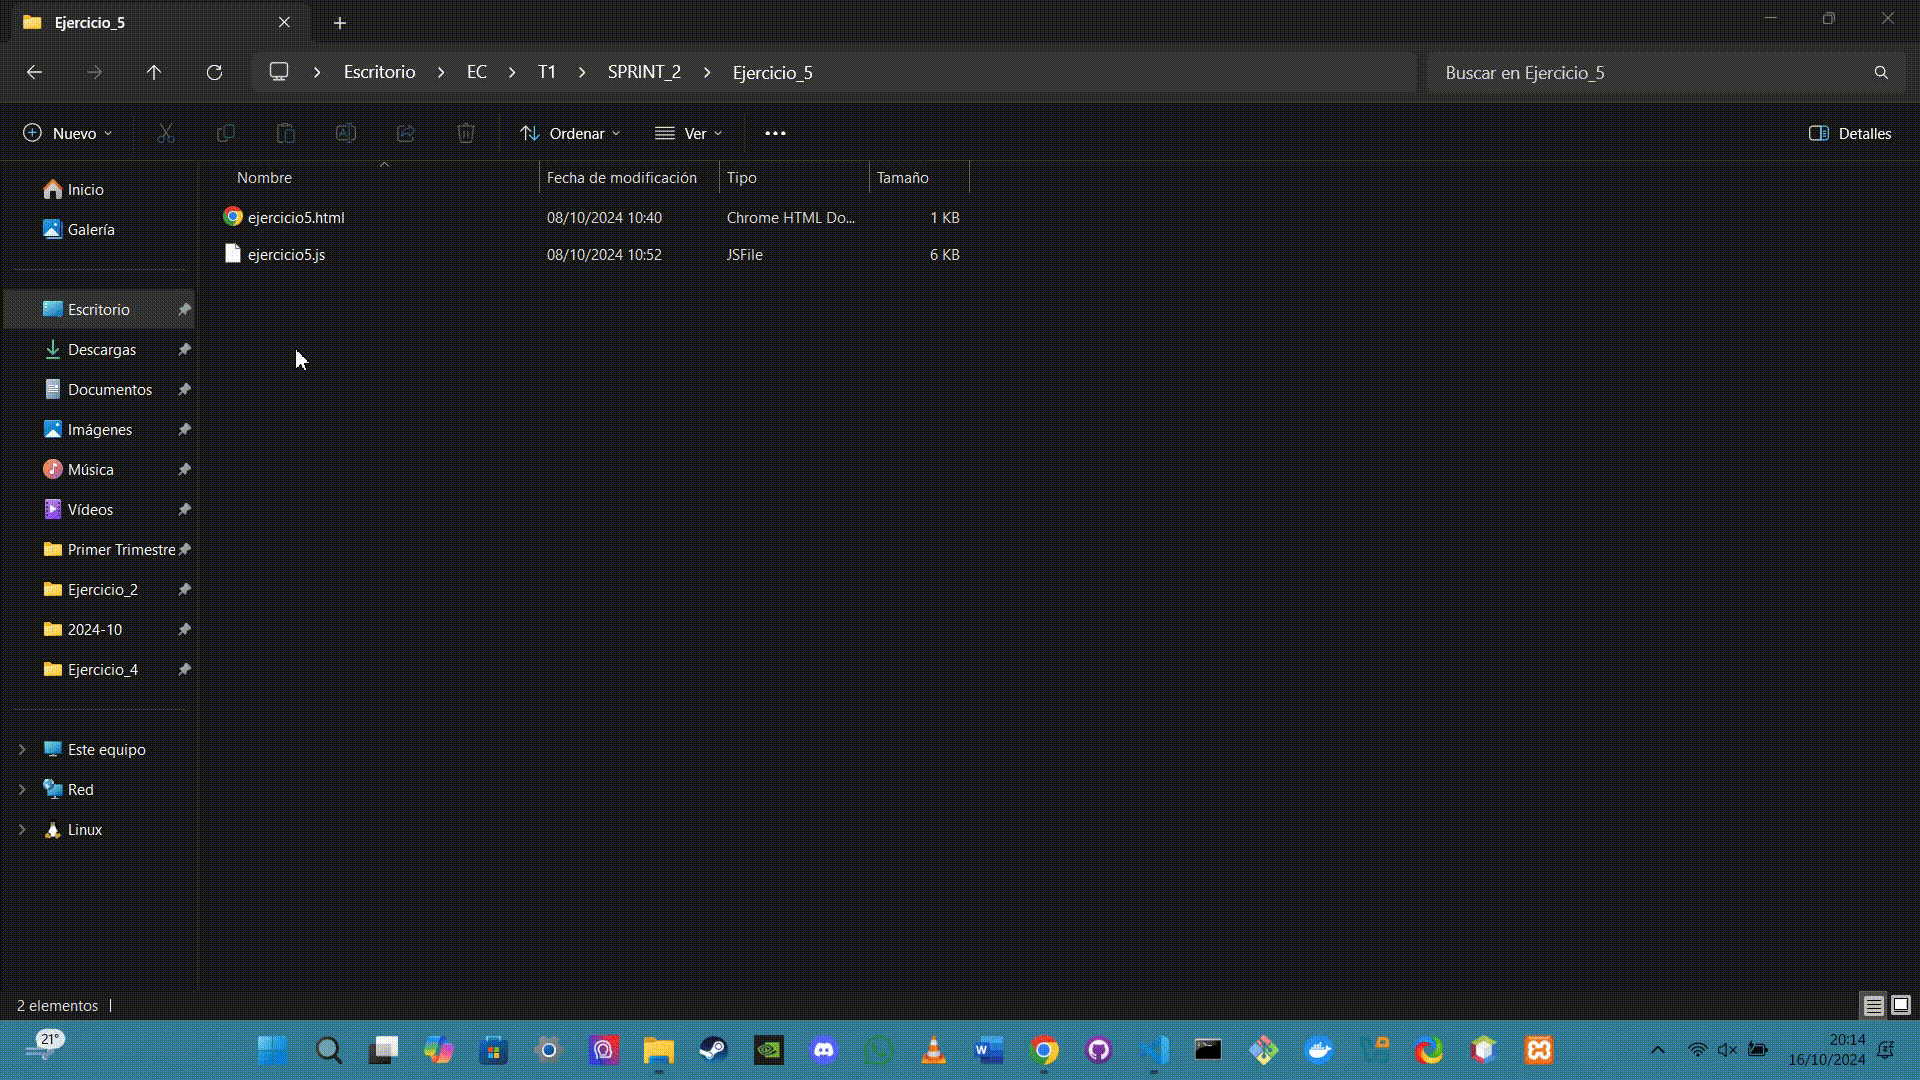 Ejercicio_5
Escritorio > EC > T1 > SPRINT_2 > Ejercicio_5
Buscar en Ejercicio_5
Nuevo
Ordenar
Ver
Detalles
Nombre Fecha de modificación Tipo Tamaño
ejercicio5.html 08/10/2024 10:40 Chrome HTML Do... 1 KB
ejercicio5.js 08/10/2024 10:52 JSFile 6 KB
Inicio
Galería
Escritorio
Descargas
Documentos
Imágenes
Música
Vídeos
Primer Trimestre
Ejercicio_2
2024-10
Ejercicio_4
Este equipo
Red
Linux
2 elementos
21°
20:14
16/10/2024